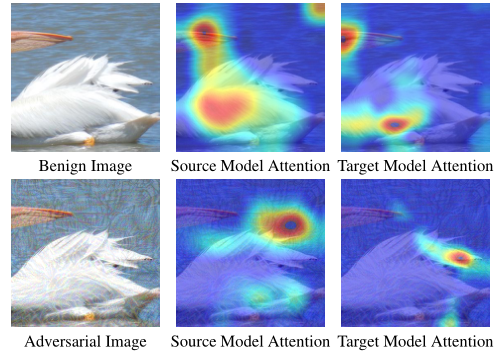 Benign Image
Source Model Attention
Target Model Attention
Adversarial Image
Source Model Attention
Target Model Attention